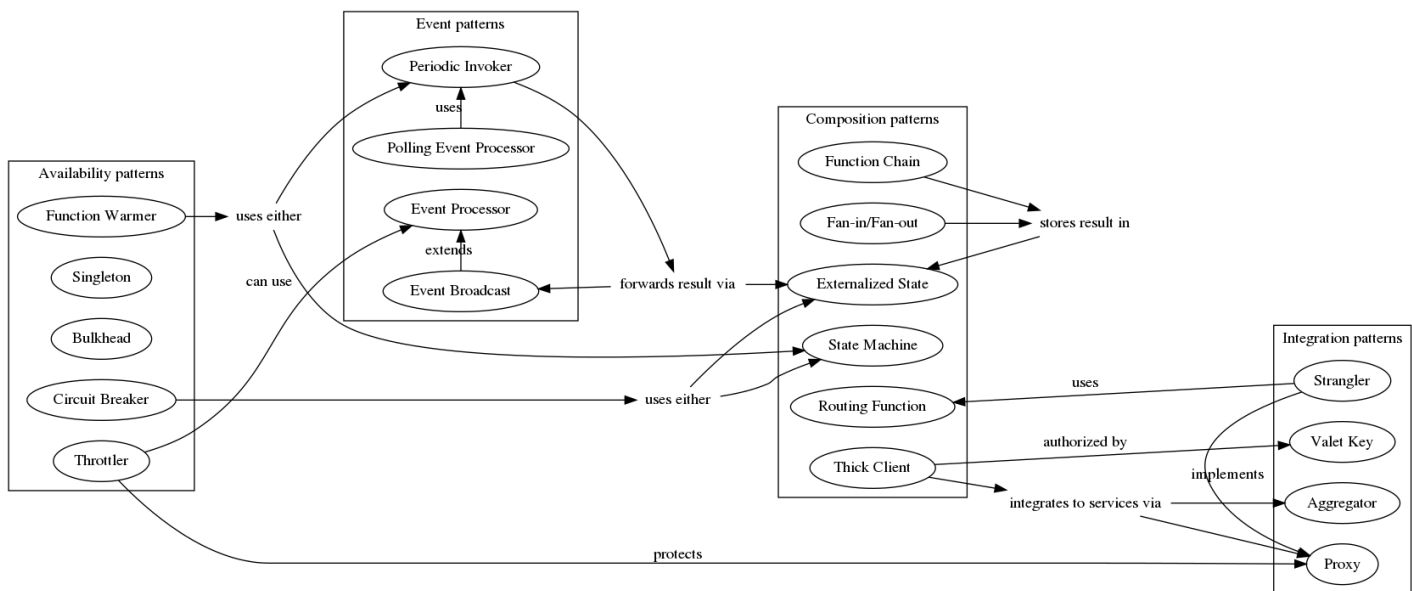 Event patterns
Periodic Invoker
uses
Polling Event Processor
Event Processor
extends
Event Broadcast
Availability patterns
Function Warmer
Singleton
Bulkhead
Circuit Breaker
Throttler
uses either
can use
forwards result via
uses either
protects
Composition patterns
Function Chain
Fan-in/Fan-out
Externalized State
State Machine
Routing Function
Thick Client
stores result in
uses
authorized by
integrates to services via
implements
Integration patterns
Strangler
Valet Key
Aggregator
Proxy